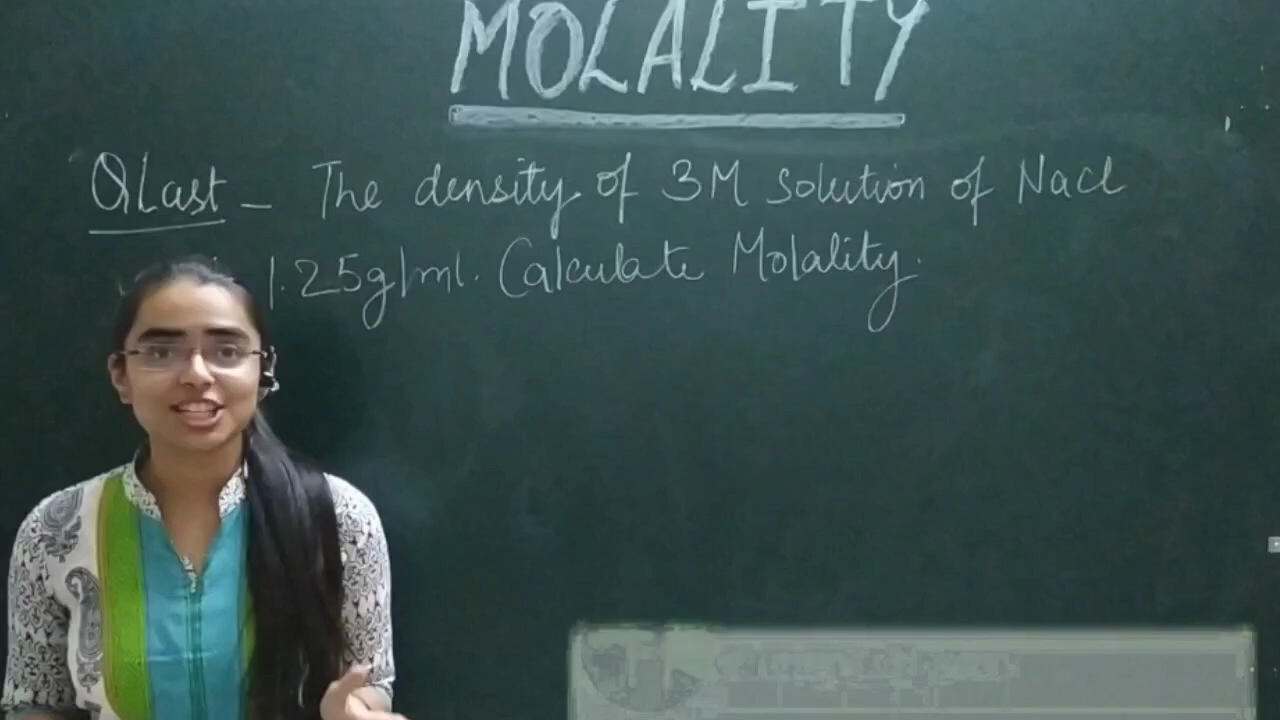 MOLALITY
QLast - The density of 3M solution of Nacl
1.25g/ml. Calculate Molality.